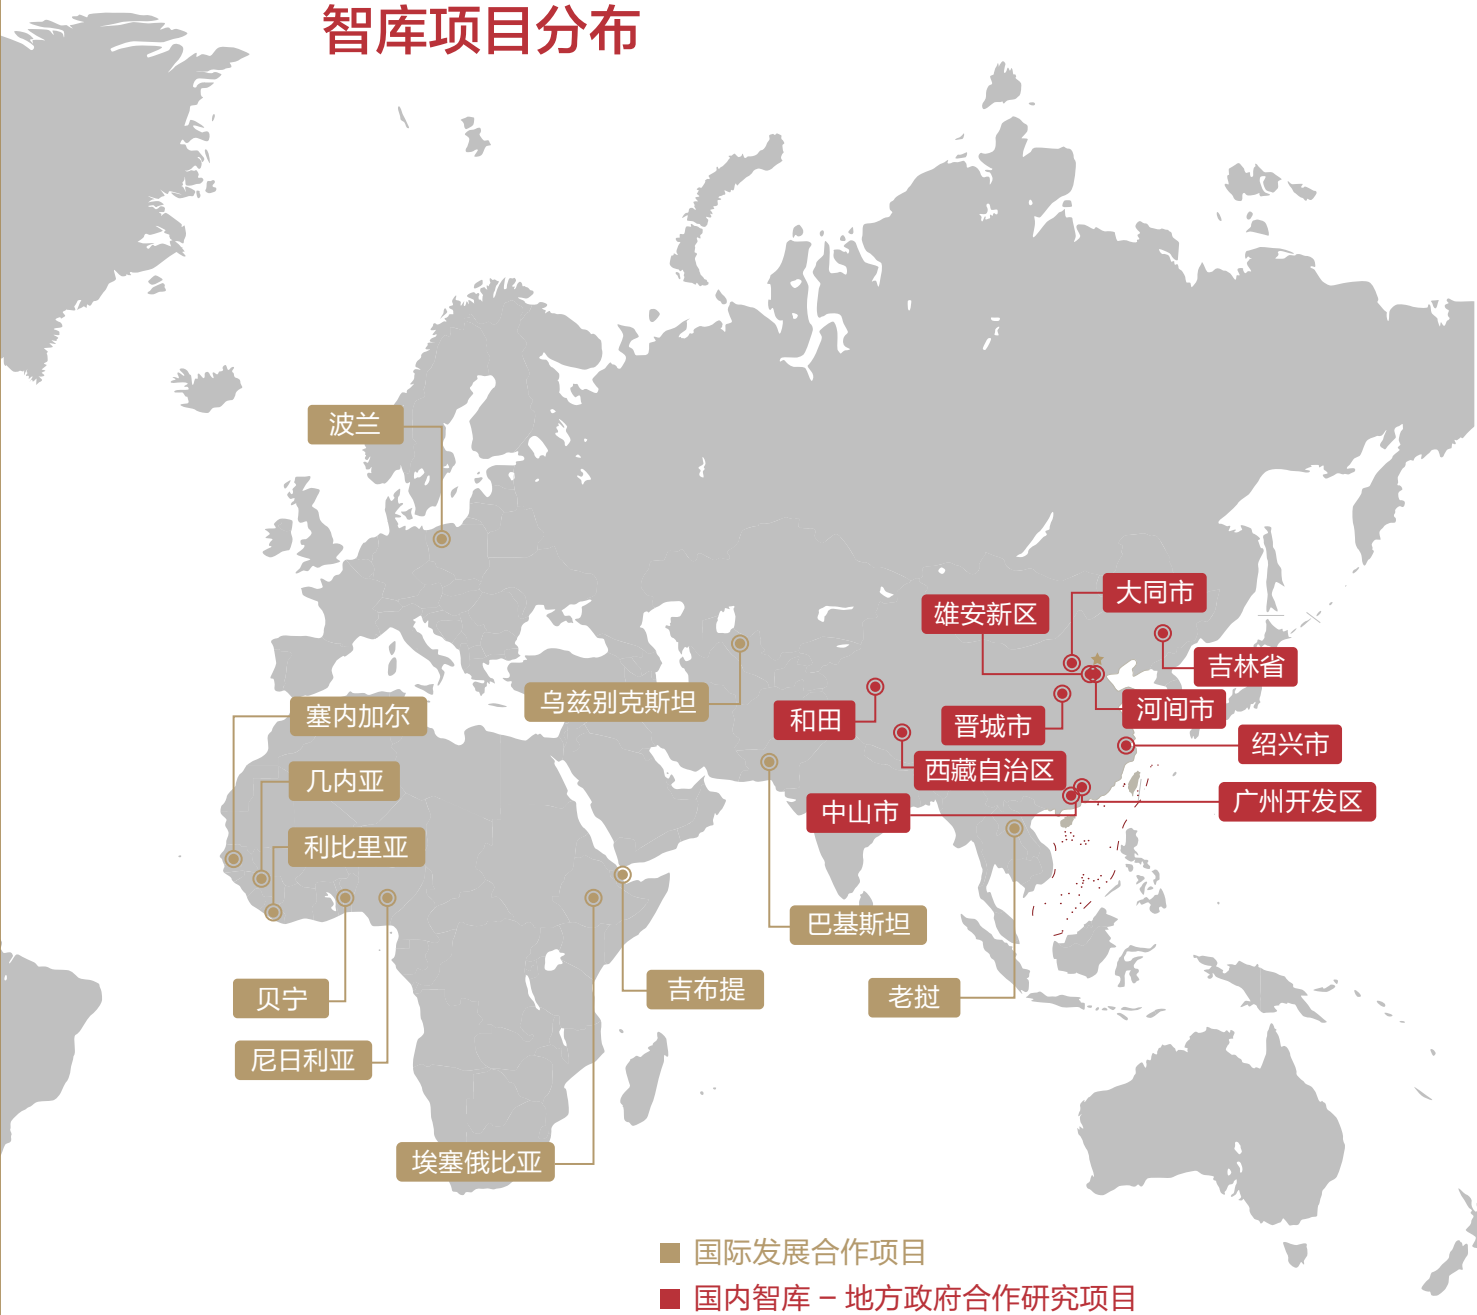 智库项目分布
波兰
大同市
雄安新区
吉林省
乌兹别克斯坦
和田
河间市
塞内加尔
晋城市
绍兴市
西藏自治区
几内亚
广州开发区
中山市
利比里亚
巴基斯坦
吉布提
老挝
贝宁
尼日利亚
埃塞俄比亚
国际发展合作项目
国内智库 – 地方政府合作研究项目